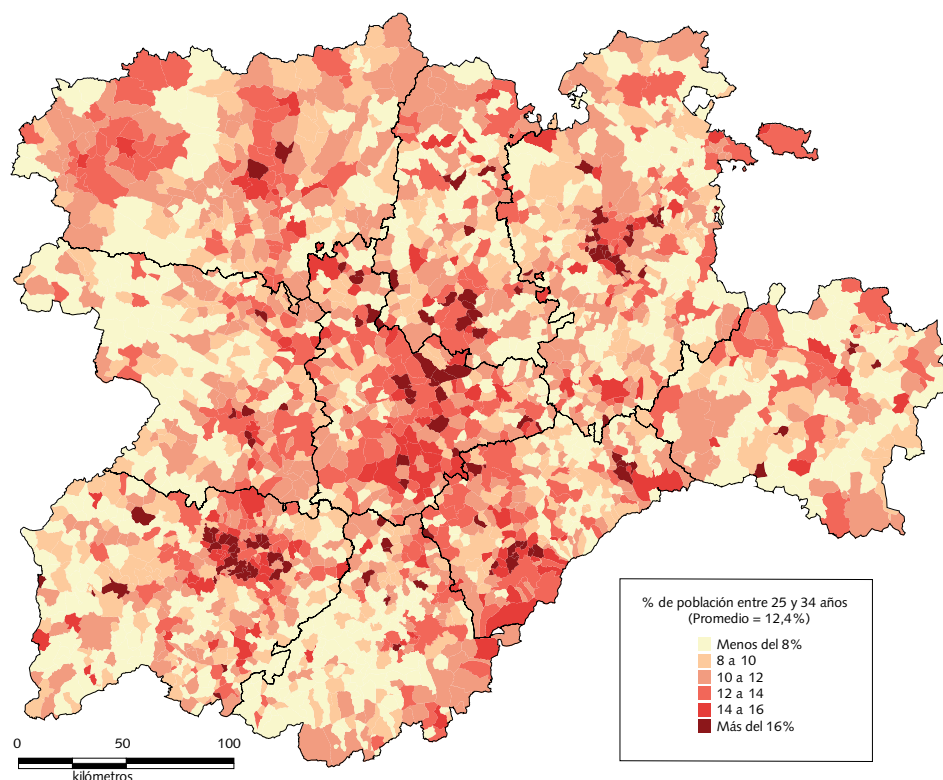 % de población entre 25 y 34 años
(Promedio = 12,4%)
Menos del 8%
8 a 10
10 a 12
12 a 14
14 a 16
Más del 16%
0 50 100
kilómetros